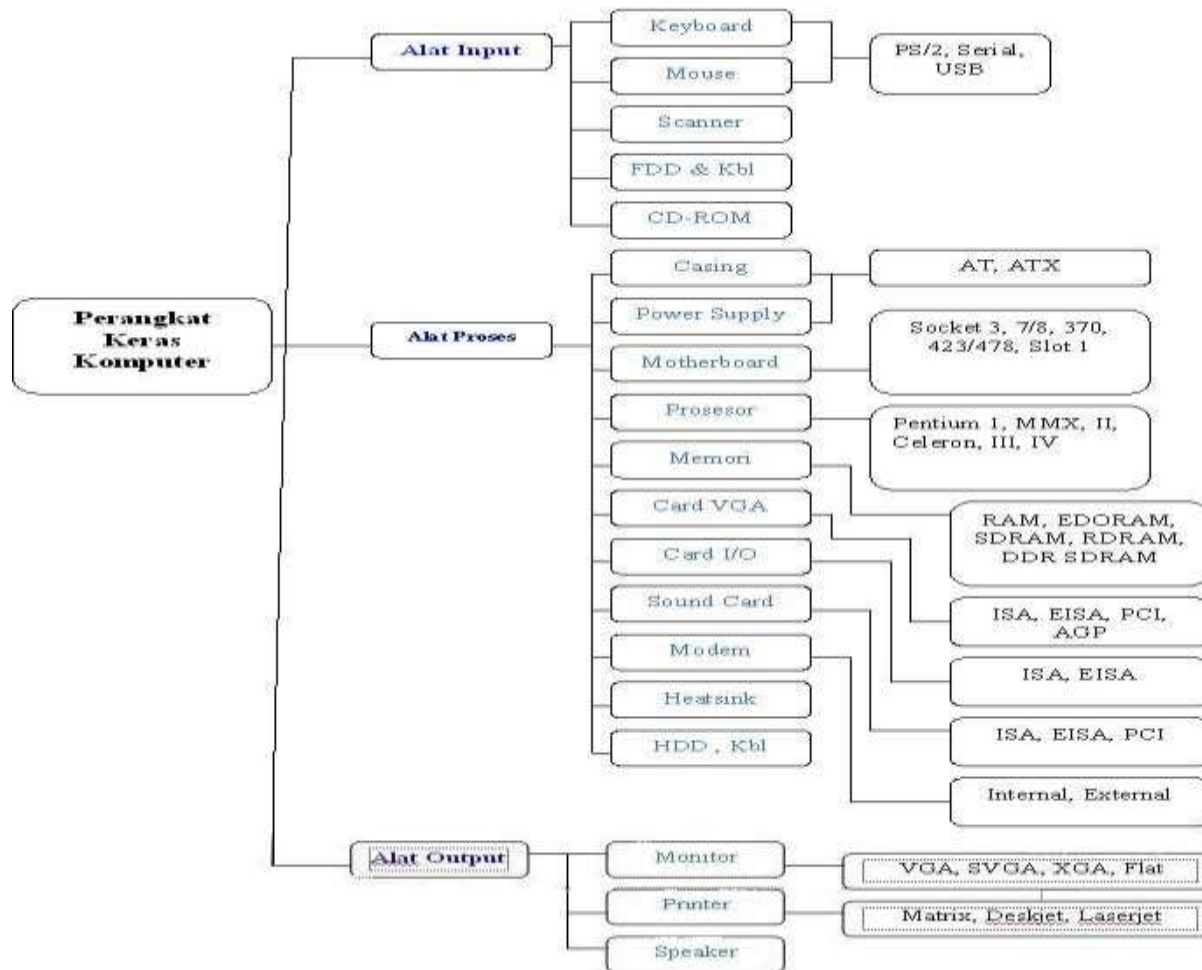 Perangkat
Keras
Komputer
Alat Input
Keyboard
Mouse
Scanner
FDD & Kbl
CD-ROM
PS/2, Serial,
USB
Alat Proses
Casing
Power Supply
Motherboard
Prosesor
Memori
Card VGA
Card I/O
Sound Card
Modem
Heatsink
HDD , Kbl
AT, ATX
Socket 3, 7/8, 370,
423/478, Slot 1
Pentium 1, MMX, II,
Celeron, III, IV
RAM, EDORAM,
SDRAM, RDRAM,
DDR SDRAM
ISA, EISA, PCI,
AGP
ISA, EISA
ISA, EISA, PCI
Internal, External
Alat Output
Monitor
Printer
Speaker
VGA, SVGA, XGA, Flat
Matrix, Deskjet, Laserjet